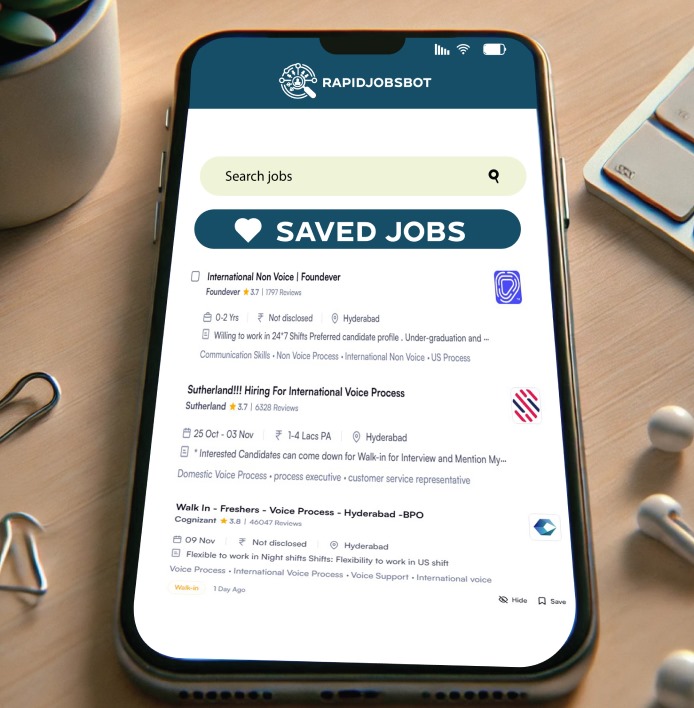 RAPIDJOBSBOT
Search jobs
SAVED JOBS
International Non Voice | Foundever
Foundever ★ 3.7 | 1797 Reviews
0-2 Yrs | ₹ Not disclosed | Hyderabad
Willing to work in 24*7 Shifts Preferred candidate profile . Under-graduation and ...
Communication Skills • Non Voice Process • International Non Voice • US Process
Sutherland!!! Hiring For International Voice Process
Sutherland ★ 3.7 | 6328 Reviews
25 Oct - 03 Nov | ₹ 1-4 Lacs PA | Hyderabad
* Interested Candidates can come down for Walk-in for Interview and Mention My...
Domestic Voice Process • process executive • customer service representative
Walk In - Freshers - Voice Process - Hyderabad -BPO
Cognizant ★ 3.8 | 46047 Reviews
09 Nov | ₹ Not disclosed | Hyderabad
Flexible to work in Night shifts Shifts: Flexibility to work in US shift
Voice Process • International Voice Process • Voice Support • International voice
Walk-in 1 Day Ago
Hide Save